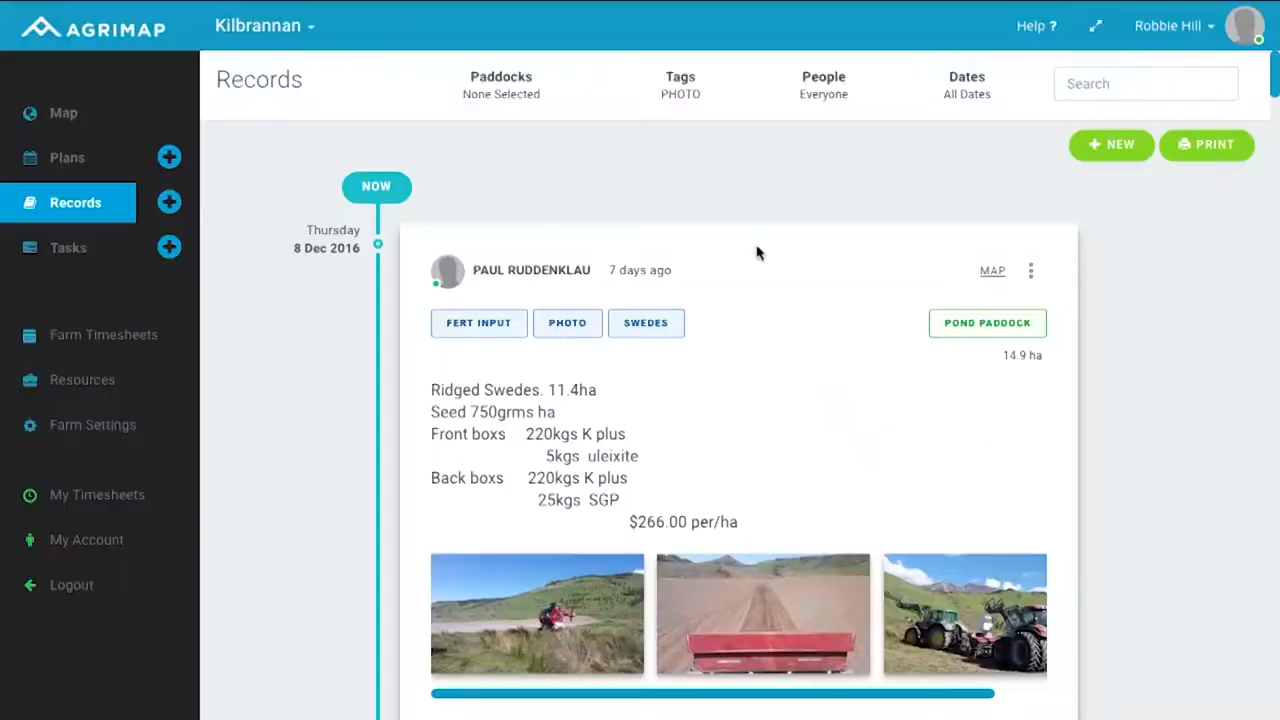 AGRIMAP
Kilbrannan
Help ?
Robbie Hill
Map
Plans
Records
Tasks
Farm Timesheets
Resources
Farm Settings
My Timesheets
My Account
Logout
Records
Paddocks
None Selected
Tags
PHOTO
People
Everyone
Dates
All Dates
Search
NEW
PRINT
NOW
Thursday
8 Dec 2016
PAUL RUDDENKLAU 7 days ago
MAP
FERT INPUT
PHOTO
SWEDES
POND PADDOCK
14.9 ha
Ridged Swedes. 11.4ha
Seed 750grms ha
Front boxs 220kgs K plus
5kgs uleixite
Back boxs 220kgs K plus
25kgs SGP
$266.00 per/ha